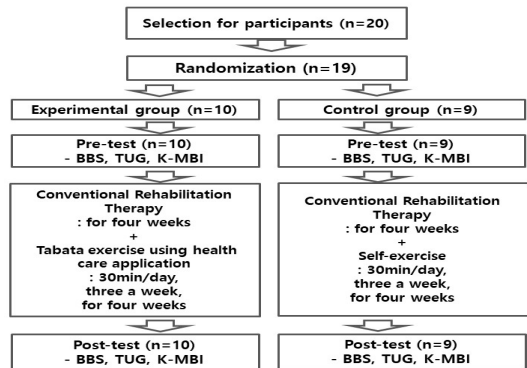 Selection for participants (n=20)
Randomization (n=19)
Experimental group (n=10)
Control group (n=9)
Pre-test (n=10)
- BBS, TUG, K-MBI
Pre-test (n=9)
- BBS, TUG, K-MBI
Conventional Rehabilitation
Therapy
: for four weeks
+
Tabata exercise using health
care application
: 30min/day,
three a week,
for four weeks
Conventional Rehabilitation
Therapy
: for four weeks
+
Self-exercise
: 30min/day,
three a week,
for four weeks
Post-test (n=10)
- BBS, TUG, K-MBI
Post-test (n=9)
- BBS, TUG, K-MBI